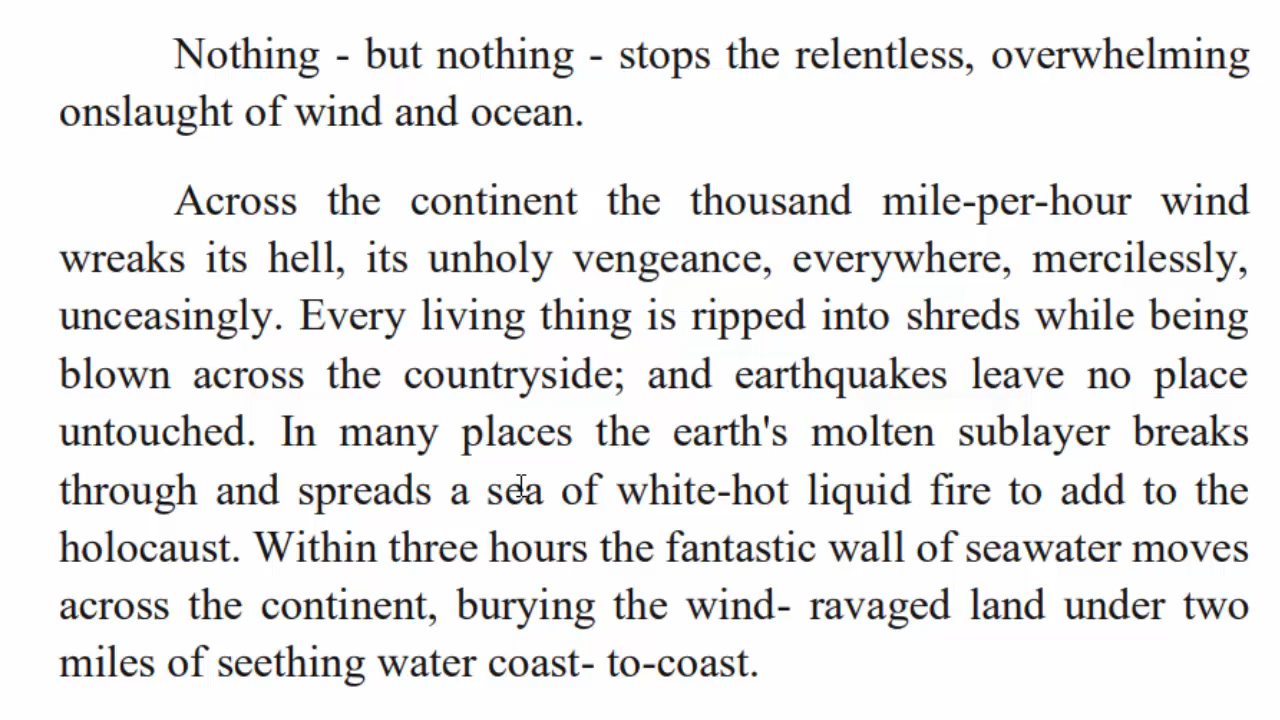 Nothing - but nothing - stops the relentless, overwhelming
onslaught of wind and ocean.
Across the continent the thousand mile-per-hour wind
wreaks its hell, its unholy vengeance, everywhere, mercilessly,
unceasingly. Every living thing is ripped into shreds while being
blown across the countryside; and earthquakes leave no place
untouched. In many places the earth's molten sublayer breaks
through and spreads a sea of white-hot liquid fire to add to the
holocaust. Within three hours the fantastic wall of seawater moves
across the continent, burying the wind- ravaged land under two
miles of seething water coast- to-coast.